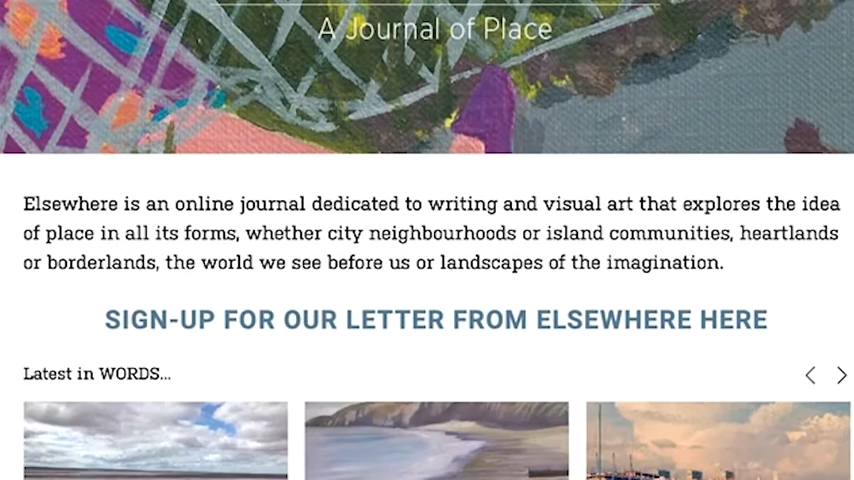 A Journal of Place
Elsewhere is an online journal dedicated to writing and visual art that explores the idea
of place in all its forms, whether city neighbourhoods or island communities, heartlands
or borderlands, the world we see before us or landscapes of the imagination.
SIGN-UP FOR OUR LETTER FROM ELSEWHERE HERE
Latest in WORDS...